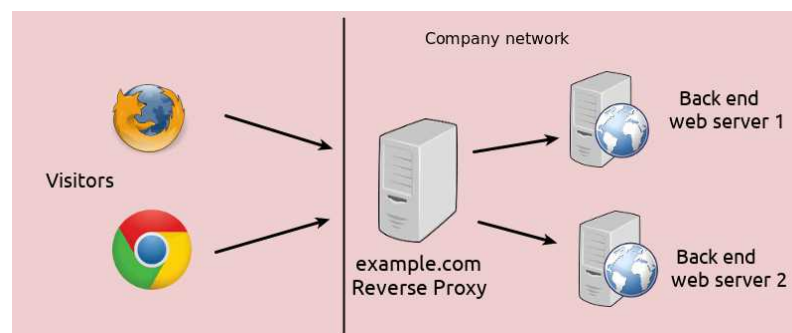 Company network
Visitors
example.com
Reverse Proxy
Back end
web server 1
Back end
web server 2